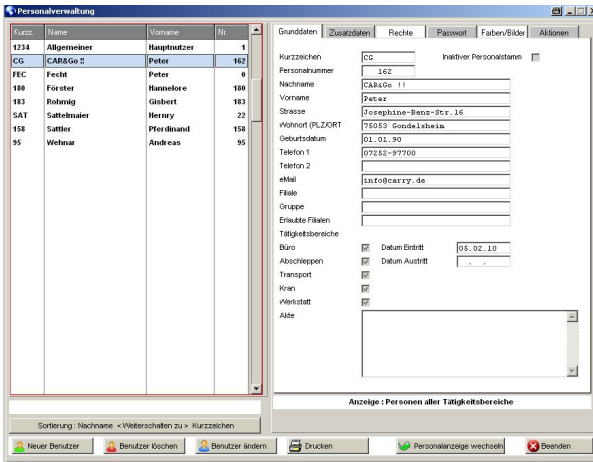 Personalverwaltung
Kurzz. Name Vorname Nr.
1234 Allgemeiner Hauptnutzer 1
CG CAR&Go !! Peter 162
FEC Fecht Peter 0
180 Förster Hannelore 180
183 Rohmig Gisbert 183
SAT Sattelmaier Hernry 22
158 Sattler Pferdinand 158
95 Wehnar Andreas 95
Sortierung : Nachname < Weiterschalten zu > Kurzzeichen
Grunddaten Zusatzdaten Rechte Passwort Farben/Bilder Aktionen
Kurzzeichen CG Inaktiver Personalstamm
Personalnummer 162
Nachname CAR&Go !!
Vorname Peter
Strasse Josephine-Benz-Str.16
Wohnort (PLZ/ORT 75053 Gondelsheim
Geburtsdatum 01.01.90
Telefon 1 07252-97700
Telefon 2
eMail info@carry.de
Filiale
Gruppe
Erlaubte Filialen
Tätigkeitsbereiche
Büro Datum Eintritt 05.02.10
Abschleppen Datum Austritt . .
Transport
Kran
Werkstatt
Akte
Anzeige : Personen aller Tätigkeitsbereiche
Neuer Benutzer Benutzer löschen Benutzer ändern Drucken Personalanzeige wechseln Beenden